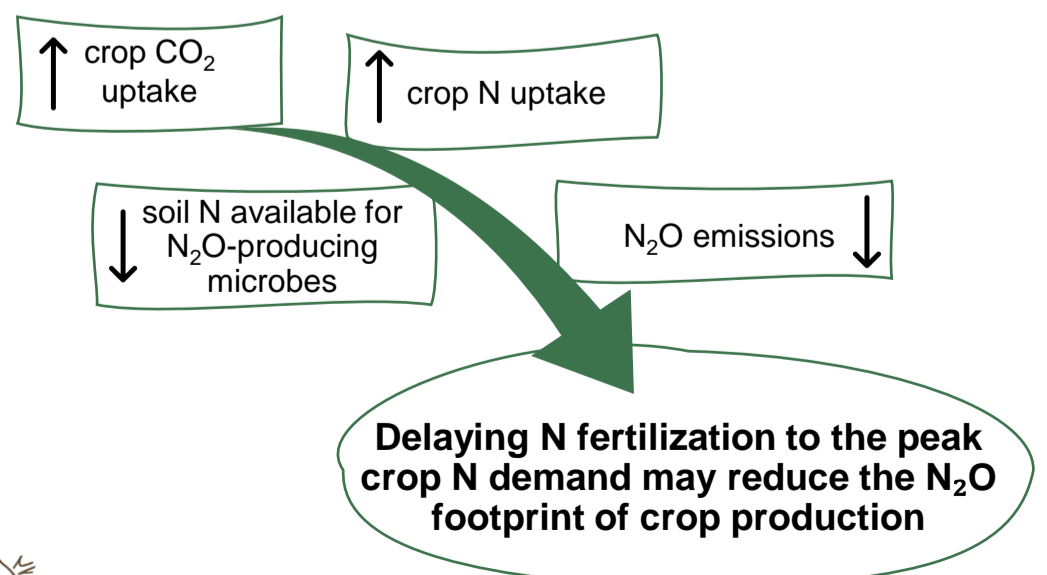 crop CO₂
uptake
crop N uptake
soil N available for
N₂O-producing
microbes
N₂O emissions
Delaying N fertilization to the peak
crop N demand may reduce the N₂O
footprint of crop production